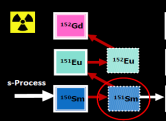 ¹⁵²Gd
¹⁵¹Eu ¹⁵²Eu
s-Process
¹⁵⁰Sm ¹⁵¹Sm